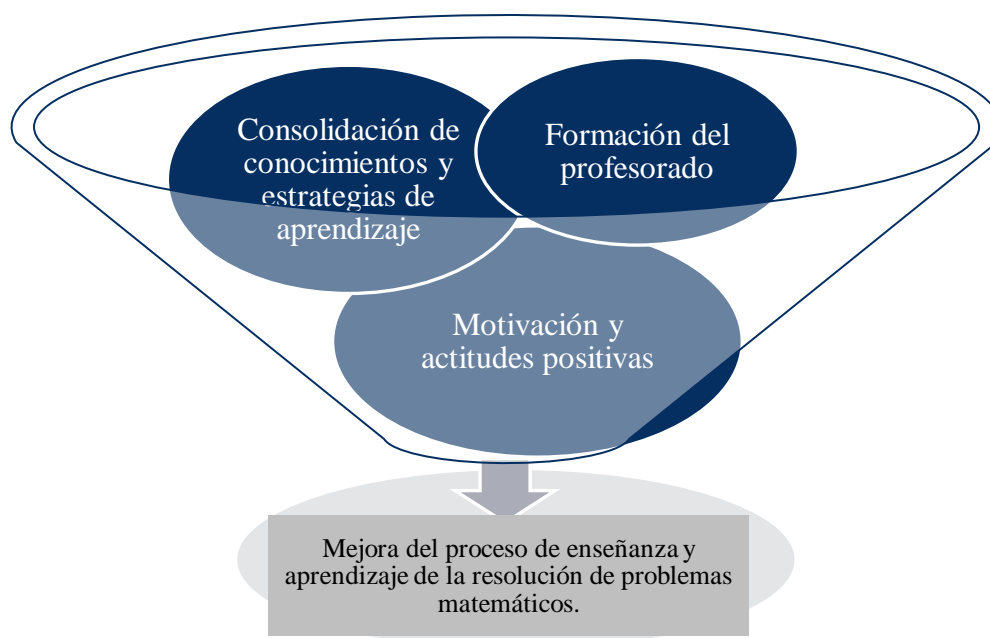 Consolidación de
conocimientos y
estrategias de
aprendizaje
Formación del
profesorado
Motivación y
actitudes positivas
Mejora del proceso de enseñanza y
aprendizaje de la resolución de problemas
matemáticos.